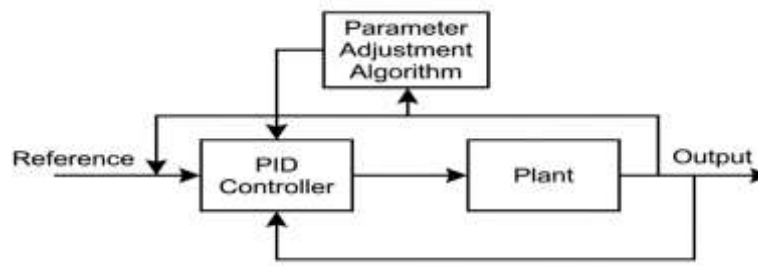 Parameter
Adjustment
Algorithm
Reference
PID
Controller
Plant
Output